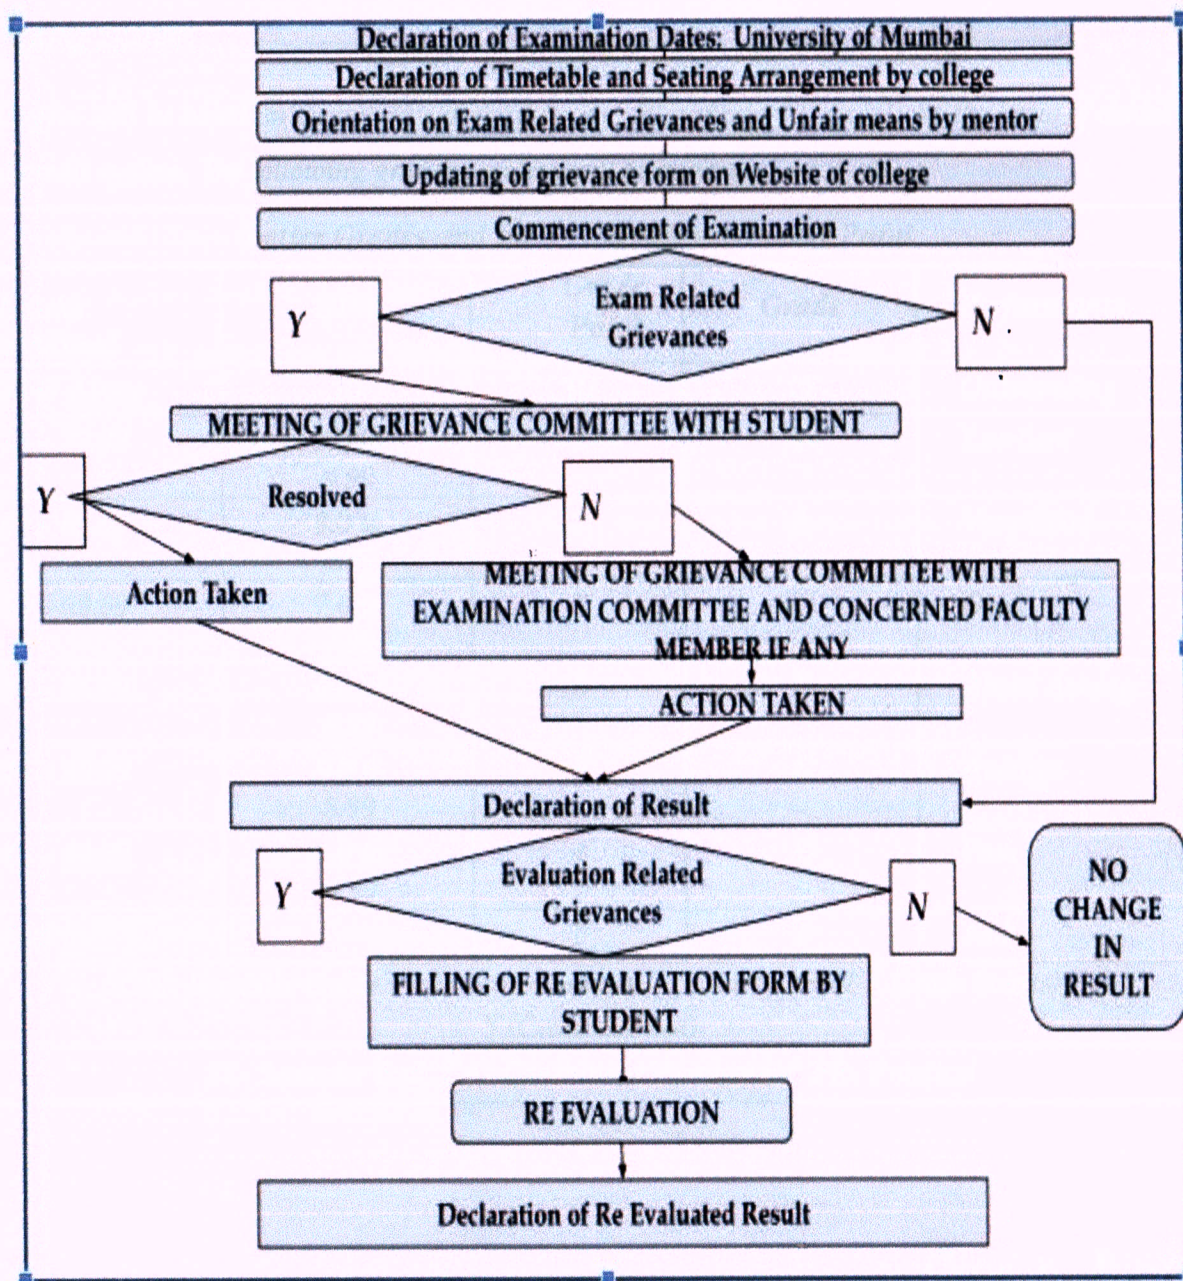 Declaration of Examination Dates: University of Mumbai
Declaration of Timetable and Seating Arrangement by college
Orientation on Exam Related Grievances and Unfair means by mentor
Updating of grievance form on Website of college
Commencement of Examination
Exam Related
Grievances
Y
N
MEETING OF GRIEVANCE COMMITTEE WITH STUDENT
Resolved
Y
N
Action Taken
MEETING OF GRIEVANCE COMMITTEE WITH
EXAMINATION COMMITTEE AND CONCERNED FACULTY
MEMBER IF ANY
ACTION TAKEN
Declaration of Result
Evaluation Related
Grievances
Y
N
NO
CHANGE
IN
RESULT
FILLING OF RE EVALUATION FORM BY
STUDENT
RE EVALUATION
Declaration of Re Evaluated Result